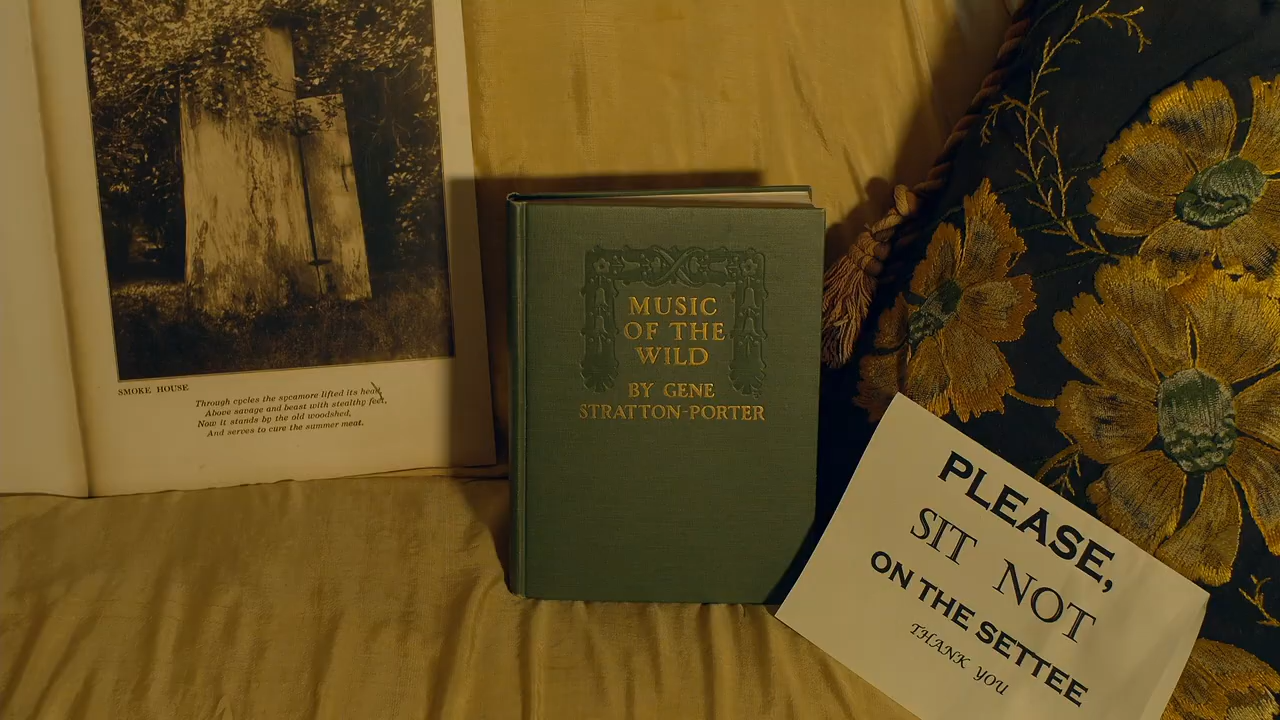 SMOKE HOUSE
Through cycles the sycamore lifted its head,
Above savage and beast with stealthy feet,
Now it stands by the old woodshed,
And serves to cure the summer meat.
MUSIC
OF THE
WILD
BY GENE
STRATTON-PORTER
PLEASE,
SIT NOT
ON THE SETTEE
THANK YOU